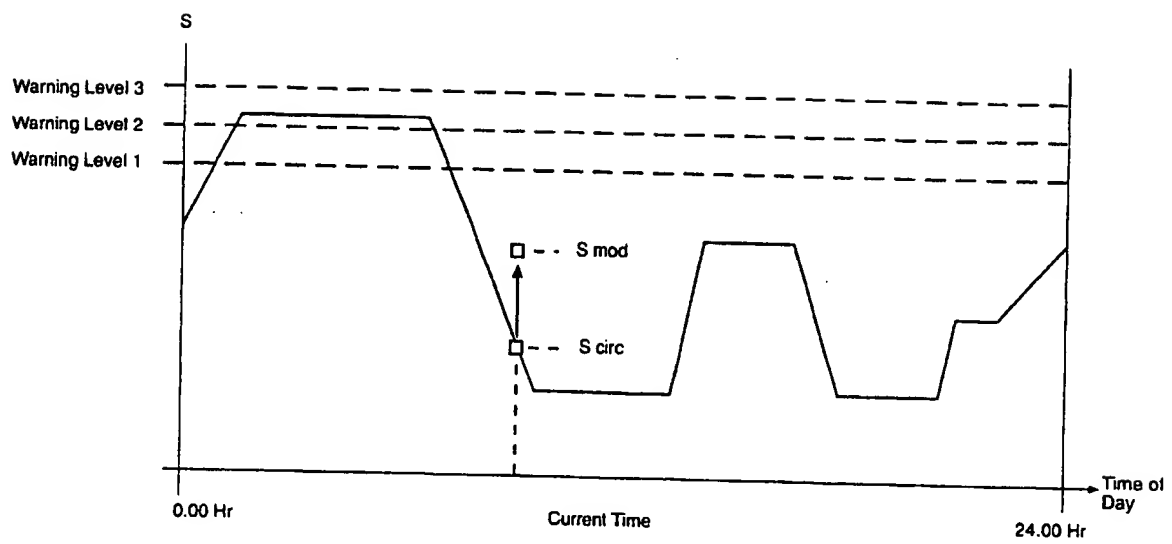 S
Warning Level 3
Warning Level 2
Warning Level 1
S mod
S circ
Time of
Day
0.00 Hr
Current Time
24.00 Hr